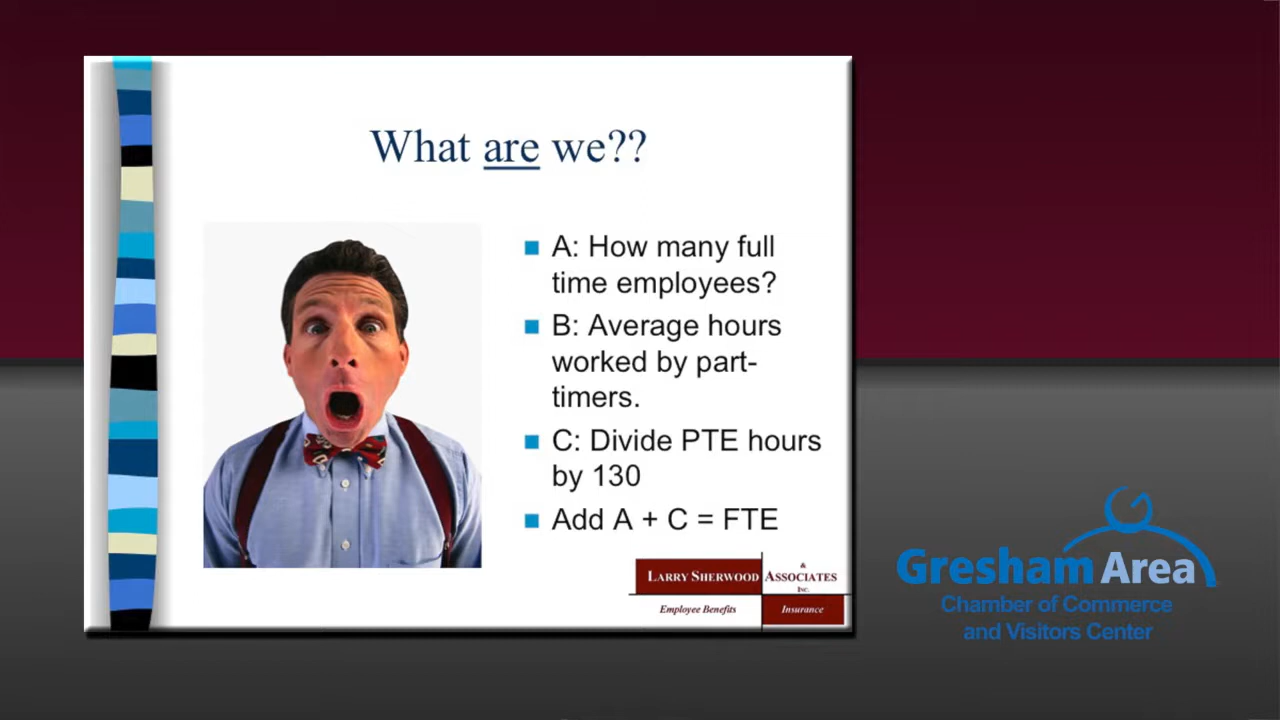 What are we??
A: How many full
time employees?
B: Average hours
worked by part-
timers.
C: Divide PTE hours
by 130
Add A + C = FTE
LARRY SHERWOOD & ASSOCIATES INC.
Employee Benefits Insurance
Gresham Area
Chamber of Commerce
and Visitors Center